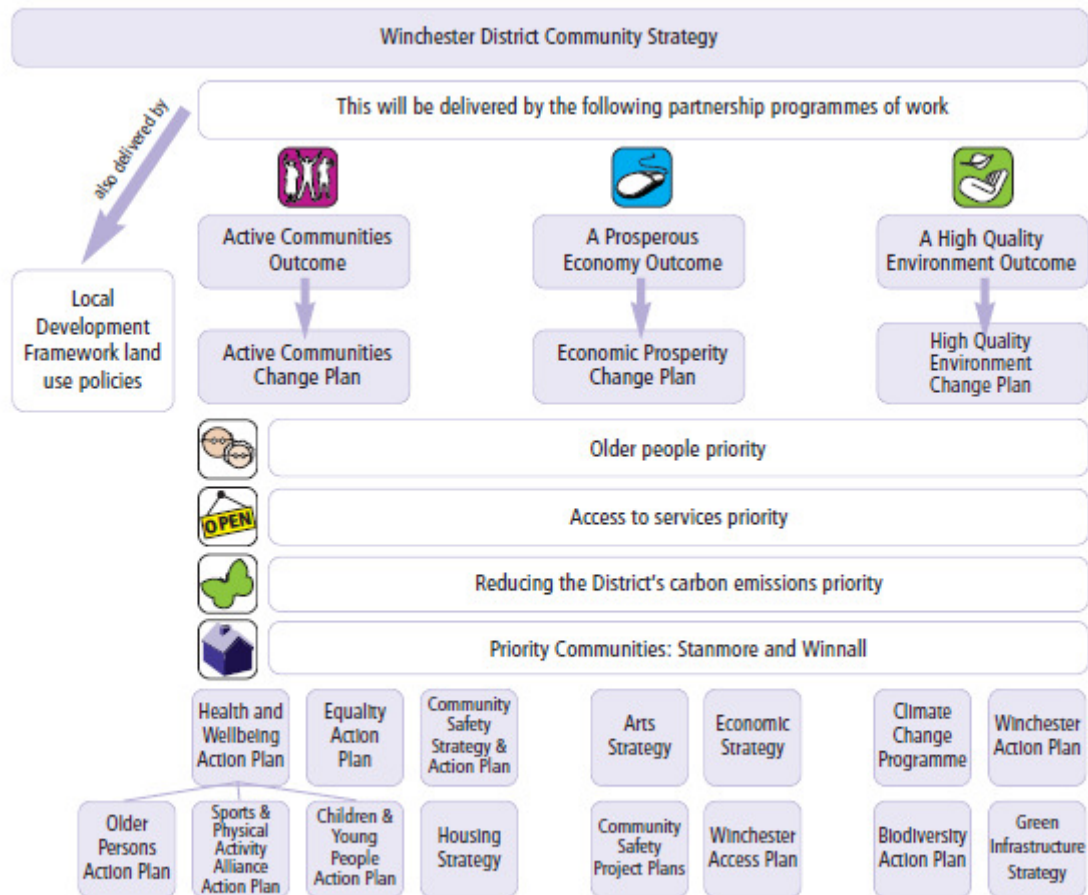 Winchester District Community Strategy
This will be delivered by the following partnership programmes of work
also delivered by
Active Communities
Outcome
A Prosperous
Economy Outcome
A High Quality
Environment Outcome
Local
Development
Framework land
use policies
Active Communities
Change Plan
Economic Prosperity
Change Plan
High Quality
Environment
Change Plan
Older people priority
OPEN
Access to services priority
Reducing the District's carbon emissions priority
Priority Communities: Stanmore and Winnall
Health and
Wellbeing
Action Plan
Equality
Action
Plan
Community
Safety
Strategy &
Action Plan
Arts
Strategy
Economic
Strategy
Climate
Change
Programme
Winchester
Action Plan
Older
Persons
Action Plan
Sports &
Physical
Activity
Alliance
Action Plan
Children &
Young
People
Action Plan
Housing
Strategy
Community
Safety
Project Plans
Winchester
Access Plan
Biodiversity
Action Plan
Green
Infrastructure
Strategy